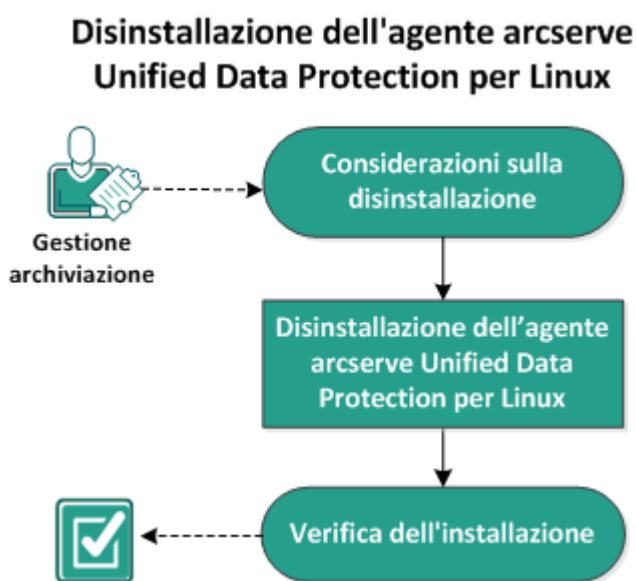 Disinstallazione dell'agente arcserve
Unified Data Protection per Linux
Considerazioni sulla
disinstallazione
Gestione
archiviazione
Disinstallazione dell’agente
arcserve Unified Data
Protection per Linux
Verifica dell'installazione